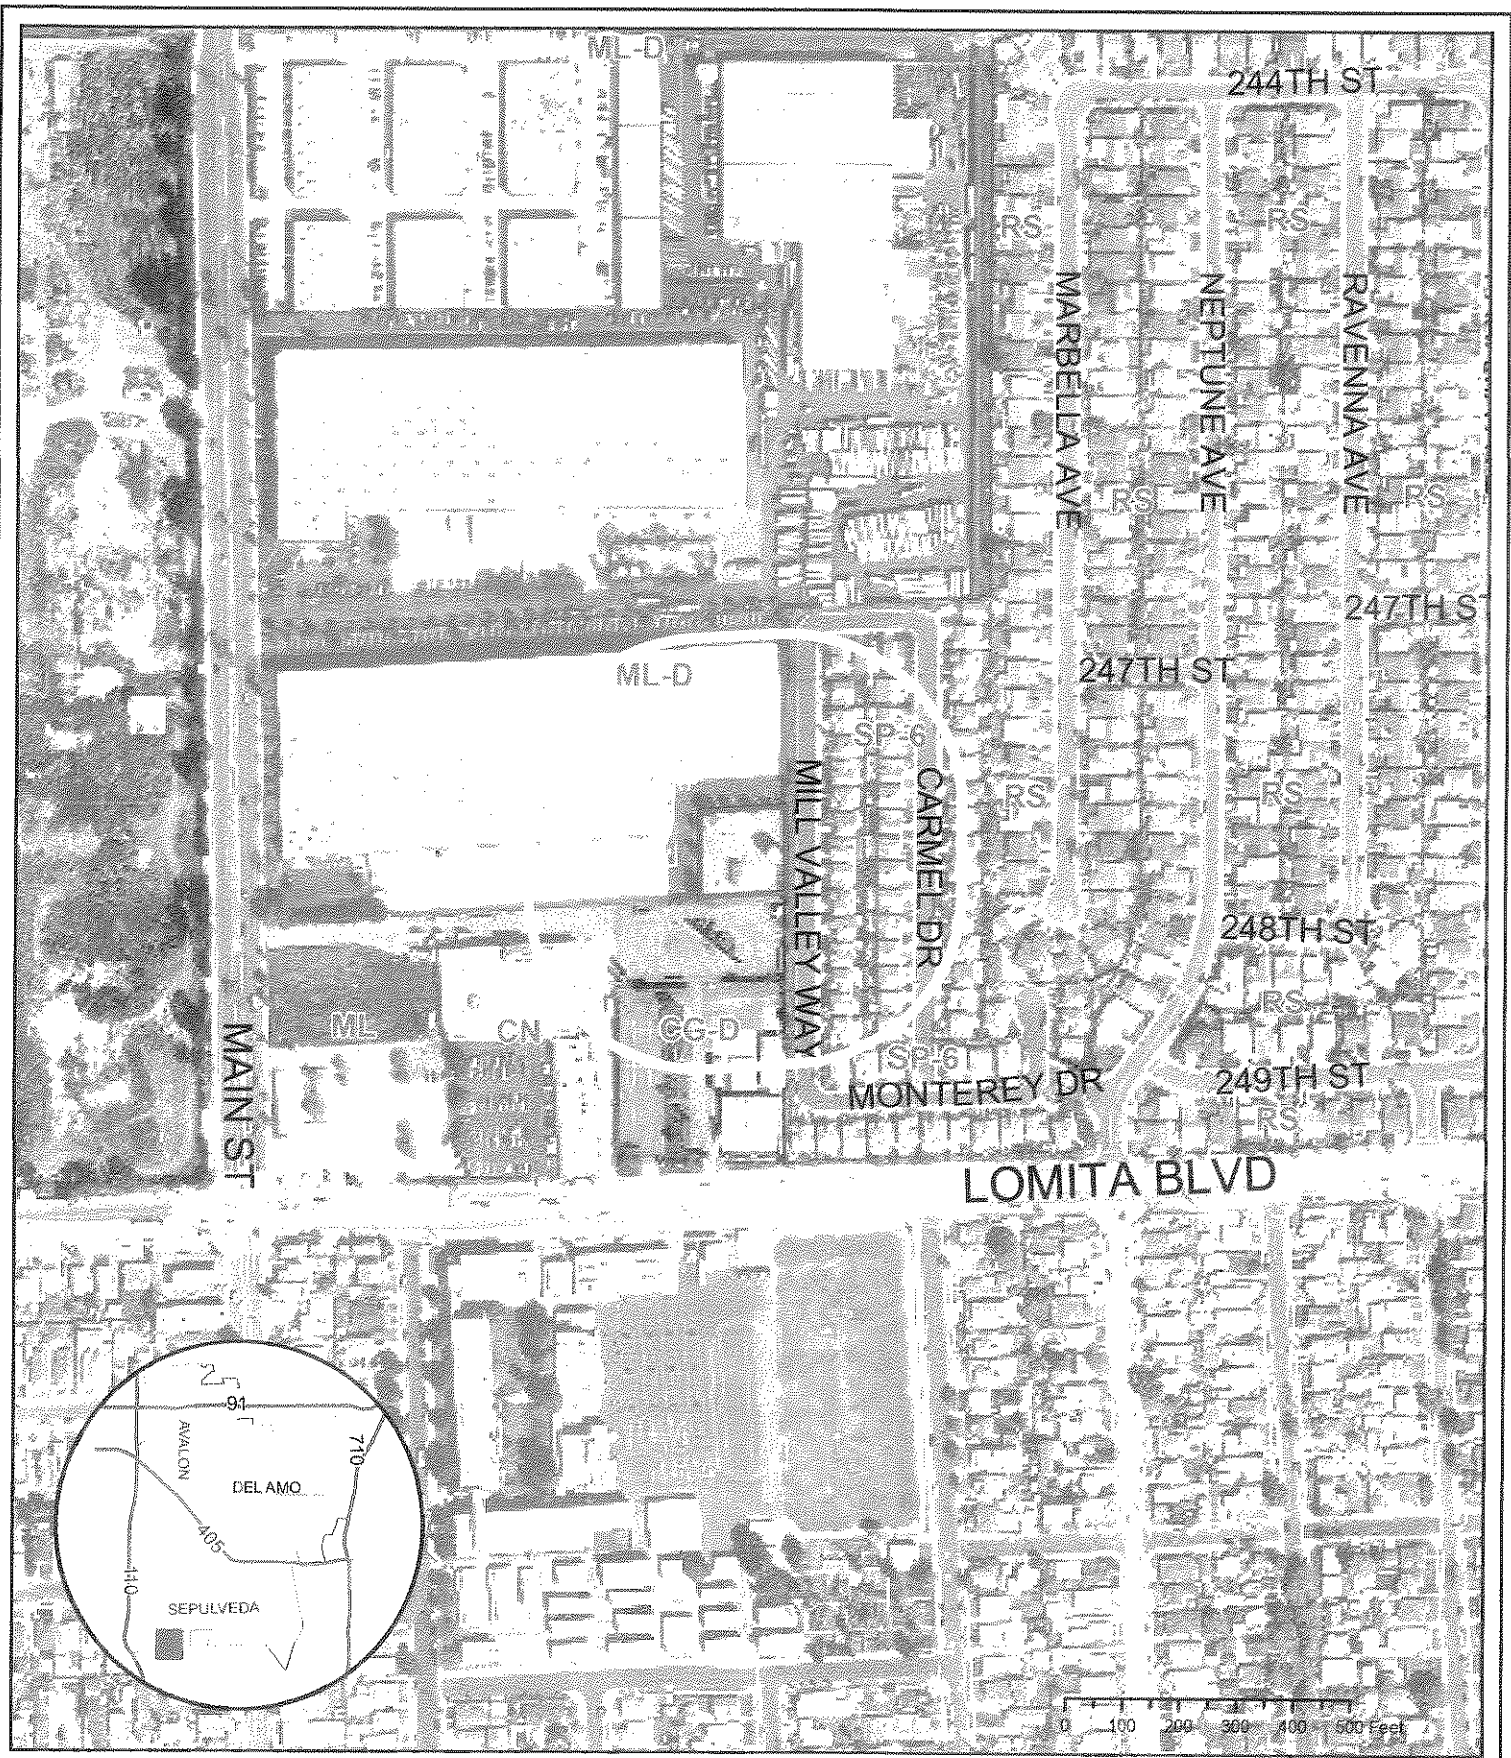 ML-D
244TH ST
RS
RS
MARBELLA AVE
NEPTUNE AVE
RAVENNA AVE
RS
RS
247TH ST
ML-D
247TH ST
SP-6
MILL VALLEY WAY
CARMEL DR
RS
RS
248TH ST
RS
MAIN ST
ML
CN
CG-D
SP-6
MONTEREY DR
249TH ST
RS
LOMITA BLVD
91
AVALON
710
DEL AMO
405
110
SEPULVEDA
0 100 200 300 400 500 Feet